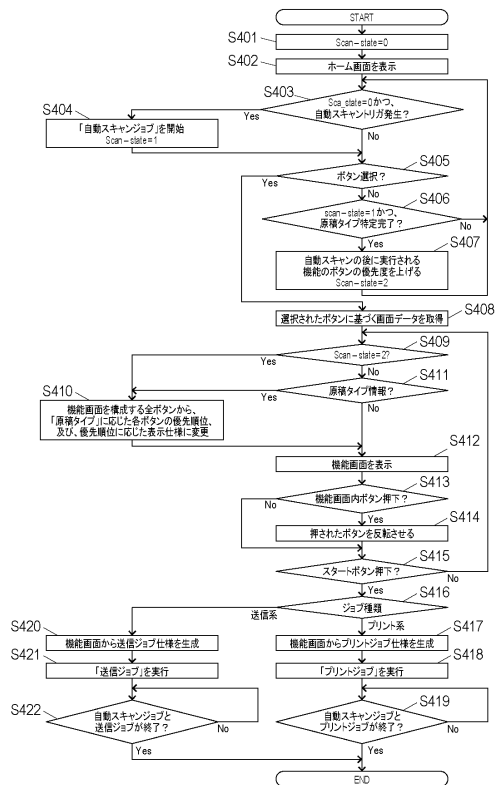 START
S401
Scan-state=0
S402
ホーム画面を表示
S403
Sca_state=0かつ、
自動スキャントリガ発生?
Yes
No
S404
「自動スキャンジョブ」を開始
Scan-state=1
S405
ボタン選択?
Yes
No
S406
scan-state=1かつ、
原稿タイプ特定完了?
No
Yes
S407
自動スキャンの後に実行される
機能のボタンの優先度を上げる
Scan-state=2
S408
選択されたボタンに基づく画面データを取得
S409
Scan-state=2?
Yes
No
S411
原稿タイプ情報?
Yes
No
S410
機能画面を構成する全ボタンから、
「原稿タイプ」に応じた各ボタンの優先順位、
及び、優先順位に応じた表示仕様に変更
S412
機能画面を表示
S413
機能画面内ボタン押下?
No
Yes
S414
押されたボタンを反転させる
S415
スタートボタン押下?
No
Yes
S416
ジョブ種類
送信系
プリント系
S420
機能画面から送信ジョブ仕様を生成
S417
機能画面からプリントジョブ仕様を生成
S421
「送信ジョブ」を実行
S418
「プリントジョブ」を実行
S422
自動スキャンジョブと
送信ジョブが終了?
No
Yes
S419
自動スキャンジョブと
プリントジョブが終了?
No
Yes
END